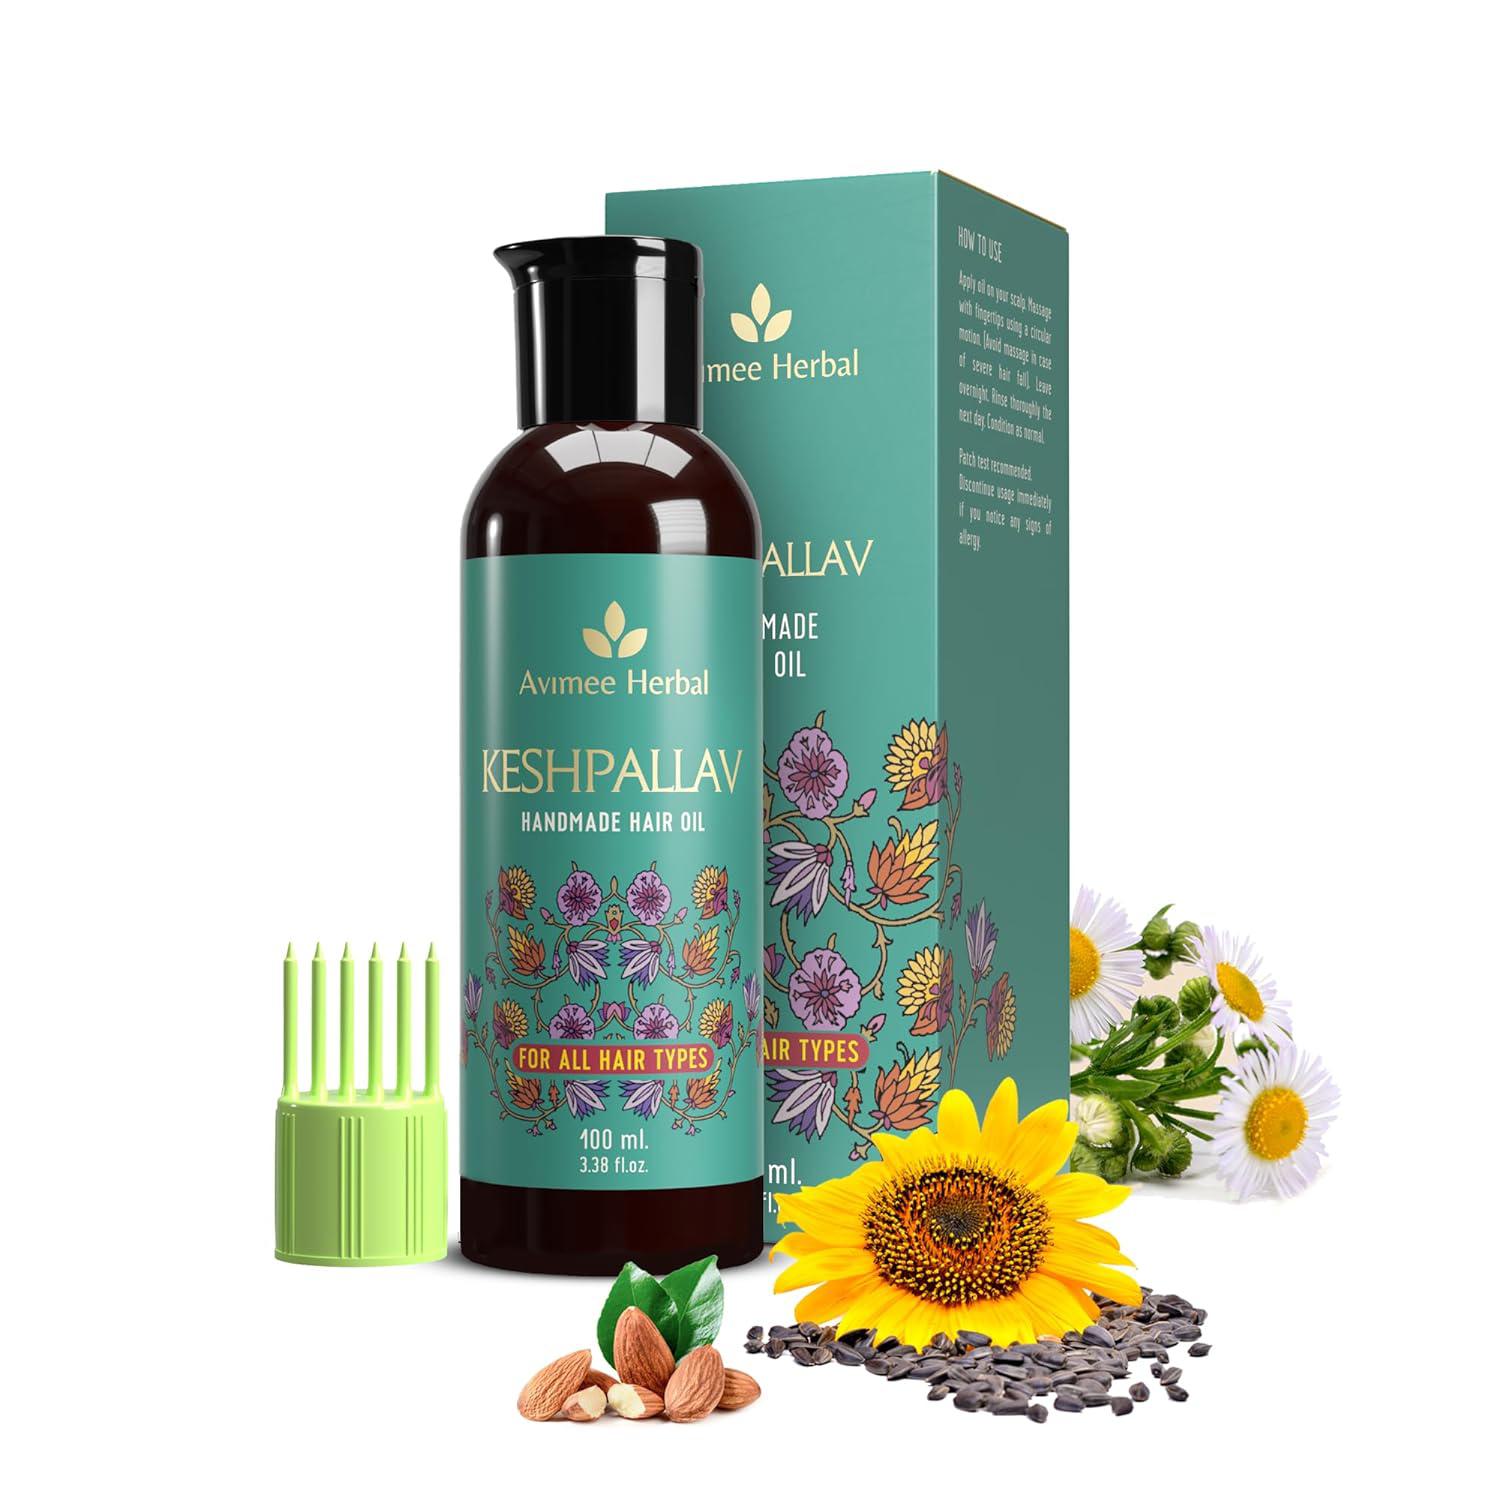 Avimee Herbal
KESHPALLAV
HANDMADE HAIR OIL
FOR ALL HAIR TYPES
100 ml.
3.38 fl.oz.
mee Herbal
ALLAV
MADE
OIL
AIR TYPES
ml.
HOW TO USE
Apply oil on your scalp. Massage
with fingertips using a circular
motion. (Avoid massage in case
of severe hair fall). Leave
overnight. Rinse thoroughly the
next day. Condition as normal.
Patch test recommended.
Discontinue usage immediately
if you notice any signs of
allergy.